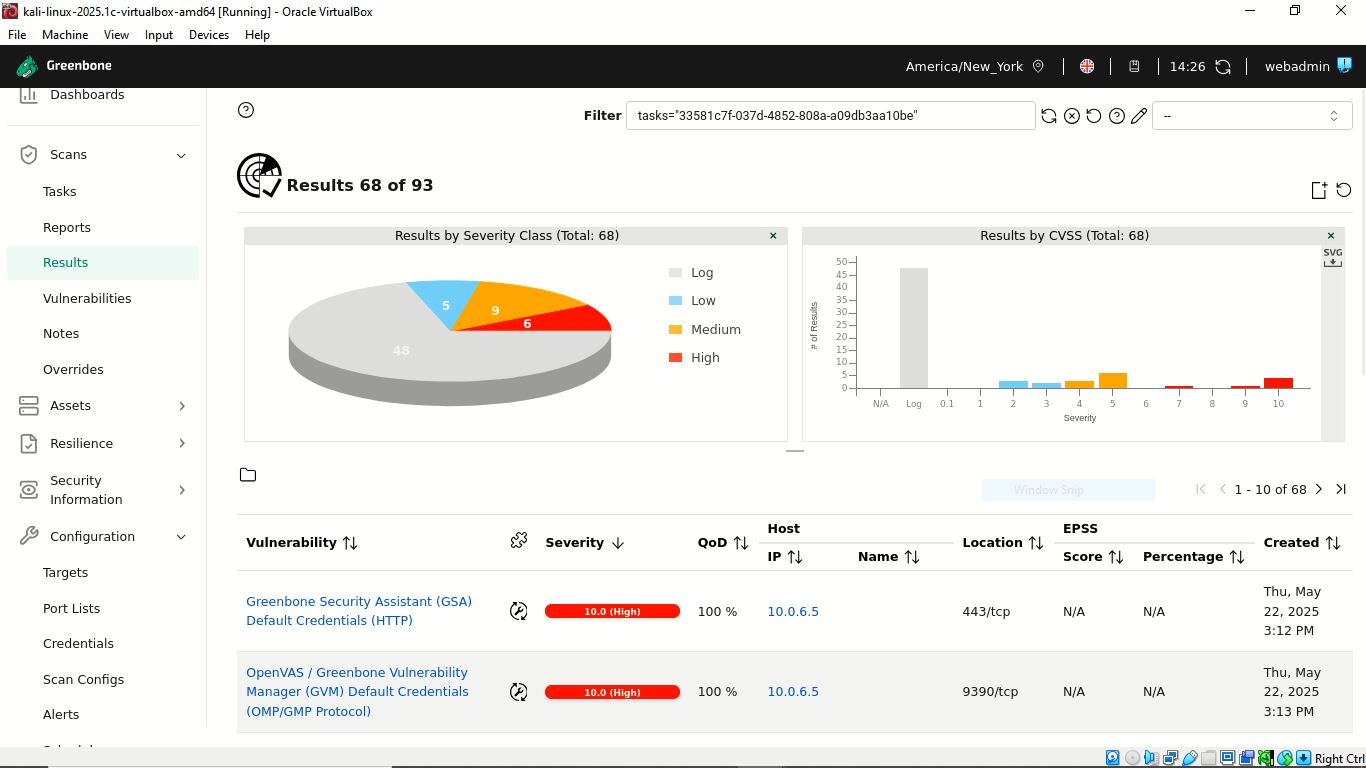 kali-linux-2025.1c-virtualbox-amd64 [Running] - Oracle VirtualBox
File Machine View Input Devices Help
Greenbone
America/New_York
14:26
webadmin
Dashboards
Scans
Tasks
Reports
Results
Vulnerabilities
Notes
Overrides
Assets
Resilience
Security
Information
Configuration
Targets
Port Lists
Credentials
Scan Configs
Alerts
Filter
tasks="33581c7f-037d-4852-808a-a09db3aa10be"
--
Results 68 of 93
Results by Severity Class (Total: 68)
×
5
9
6
48
Log
Low
Medium
High
Results by CVSS (Total: 68)
×
SVG
# of Results
50
45
40
35
30
25
20
15
10
5
0
N/A Log 0.1 1 2 3 4 5 6 7 8 9 10
Severity
Window Snip
1 - 10 of 68
Vulnerability
Severity
QoD
Host
IP
Name
Location
EPSS
Score
Percentage
Created
Greenbone Security Assistant (GSA)
Default Credentials (HTTP)
10.0 (High)
100 %
10.0.6.5
443/tcp
N/A
N/A
Thu, May
22, 2025
3:12 PM
OpenVAS / Greenbone Vulnerability
Manager (GVM) Default Credentials
(OMP/GMP Protocol)
10.0 (High)
100 %
10.0.6.5
9390/tcp
N/A
N/A
Thu, May
22, 2025
3:13 PM
Right Ctrl